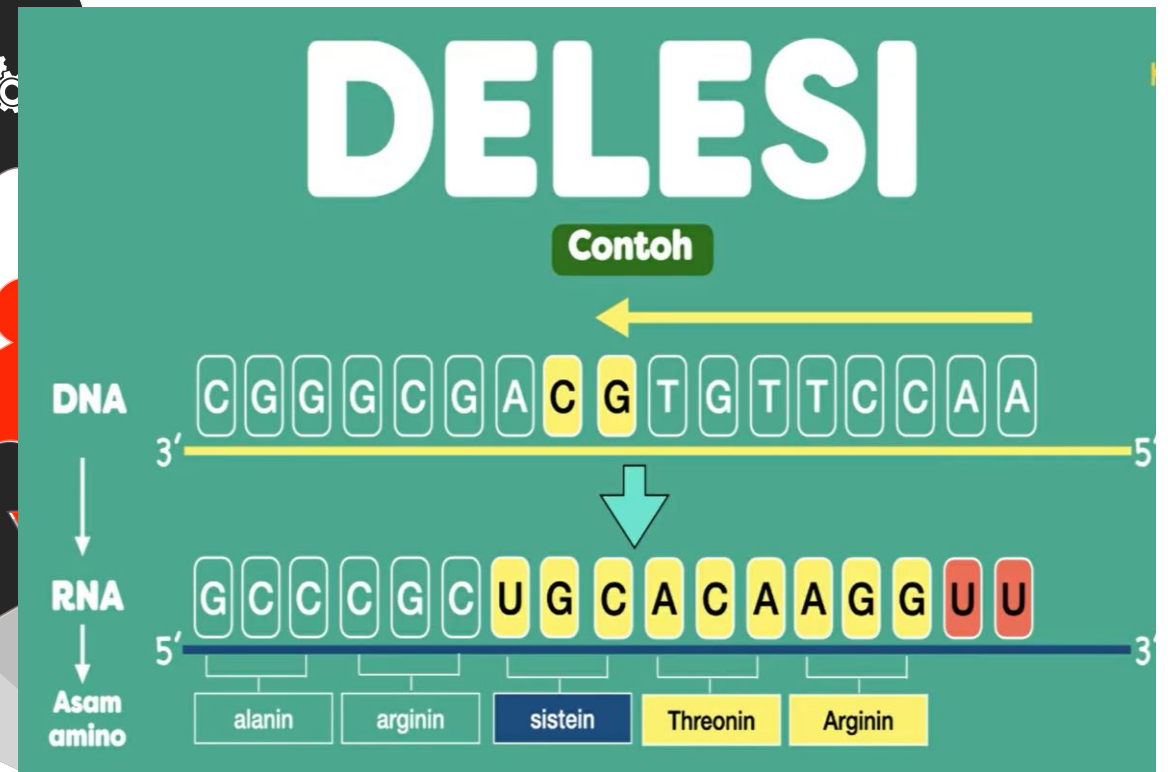 DELESI
Contoh
DNA
C G G G C G A C G T G T T C C A A
3' 5'
RNA
G C C C G C U G C A C A A G G U U
5' 3'
Asam
amino
alanin arginin sistein Threonin Arginin